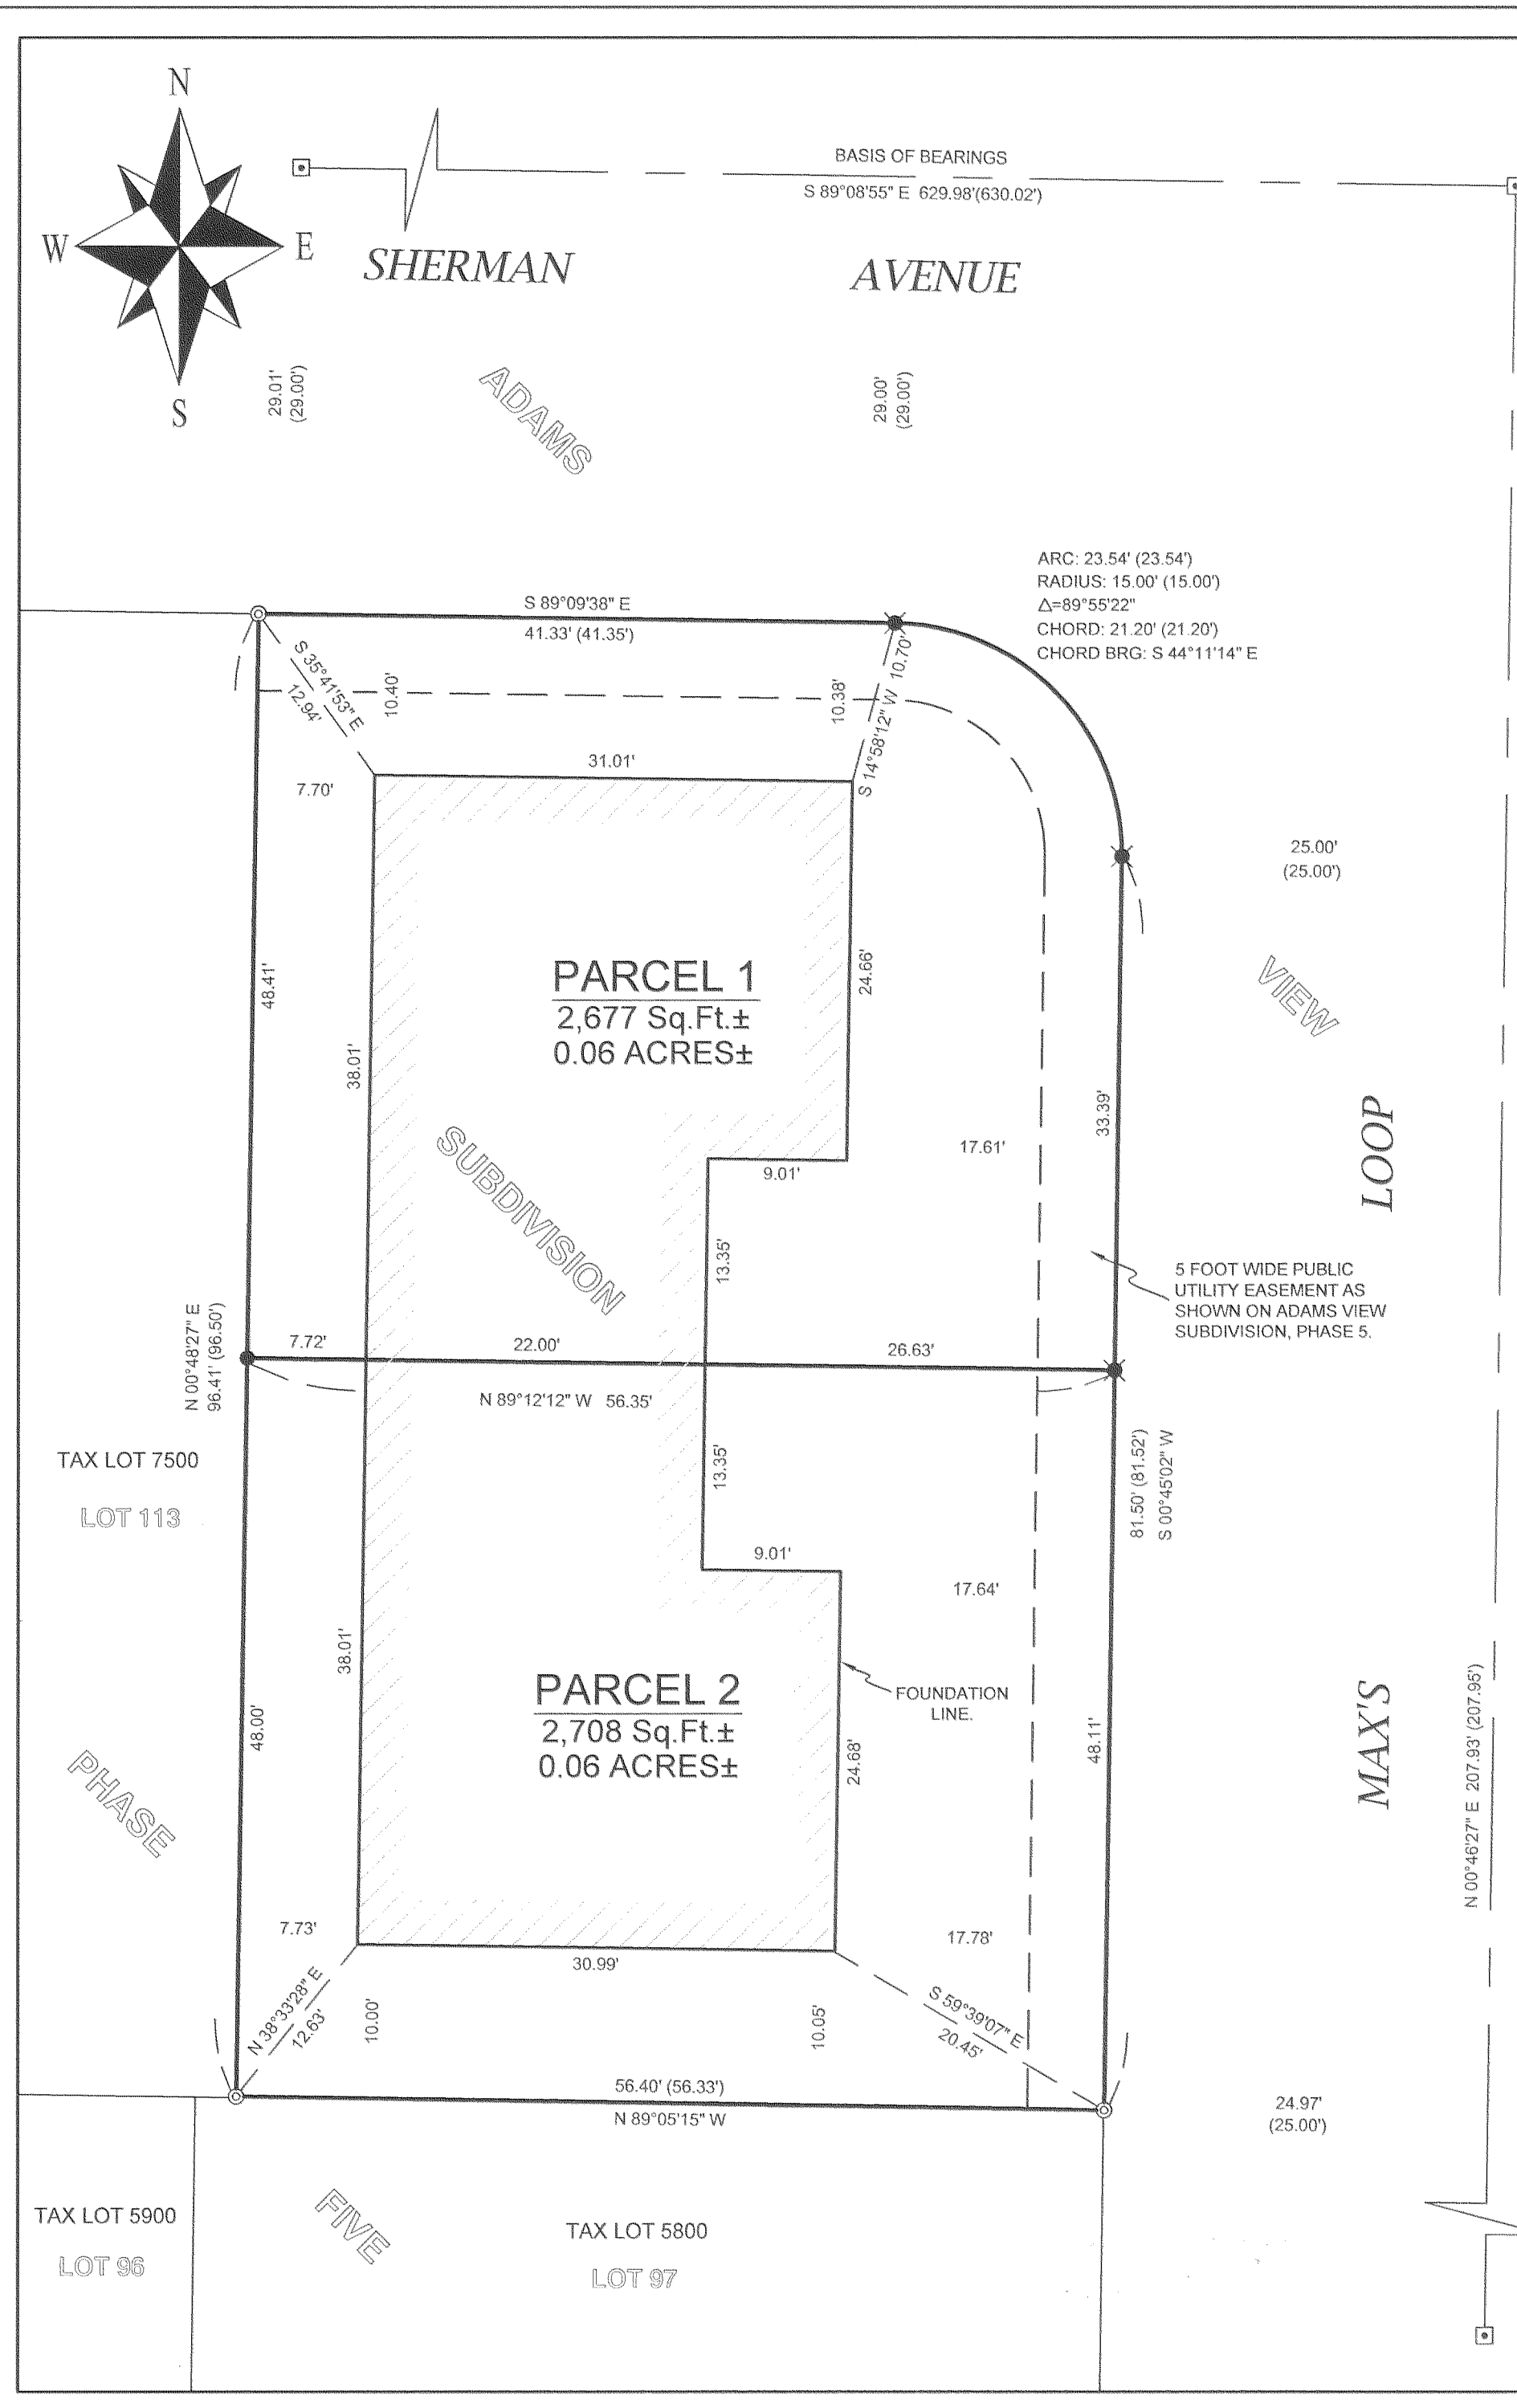 N
W
E
S
BASIS OF BEARINGS
S 89°08'55" E 629.98'(630.02')
SHERMAN AVENUE
29.01'
(29.00')
ADAMS
29.00'
(29.00')
ARC: 23.54' (23.54')
RADIUS: 15.00' (15.00')
Δ=89°55'22"
CHORD: 21.20' (21.20')
CHORD BRG: S 44°11'14" E
S 89°09'38" E
41.33' (41.35')
S 35°41'53" E
12.94'
10.40'
10.38'
S 14°58'12" W 10.70'
31.01'
7.70'
25.00'
(25.00')
48.41'
38.01'
PARCEL 1
2,677 Sq.Ft.±
0.06 ACRES±
24.66'
VIEW
33.39'
17.61'
9.01'
SUBDIVISION
13.35'
LOOP
5 FOOT WIDE PUBLIC
UTILITY EASEMENT AS
SHOWN ON ADAMS VIEW
SUBDIVISION, PHASE 5.
N 00°48'27" E
96.41' (96.50')
7.72'
22.00'
26.63'
N 89°12'12" W 56.35'
TAX LOT 7500
LOT 113
13.35'
81.50' (81.52')
S 00°45'02" W
9.01'
17.64'
38.01'
48.00'
PARCEL 2
2,708 Sq.Ft.±
0.06 ACRES±
FOUNDATION
LINE.
24.68'
48.11'
MAX'S
N 00°46'27" E 207.93' (207.95')
PHASE
7.73'
30.99'
17.78'
N 38°33'28" E
12.63'
10.00'
10.05'
S 59°39'07" E
20.45'
56.40' (56.33')
N 89°05'15" W
24.97'
(25.00')
TAX LOT 5900
LOT 96
FIVE
TAX LOT 5800
LOT 97